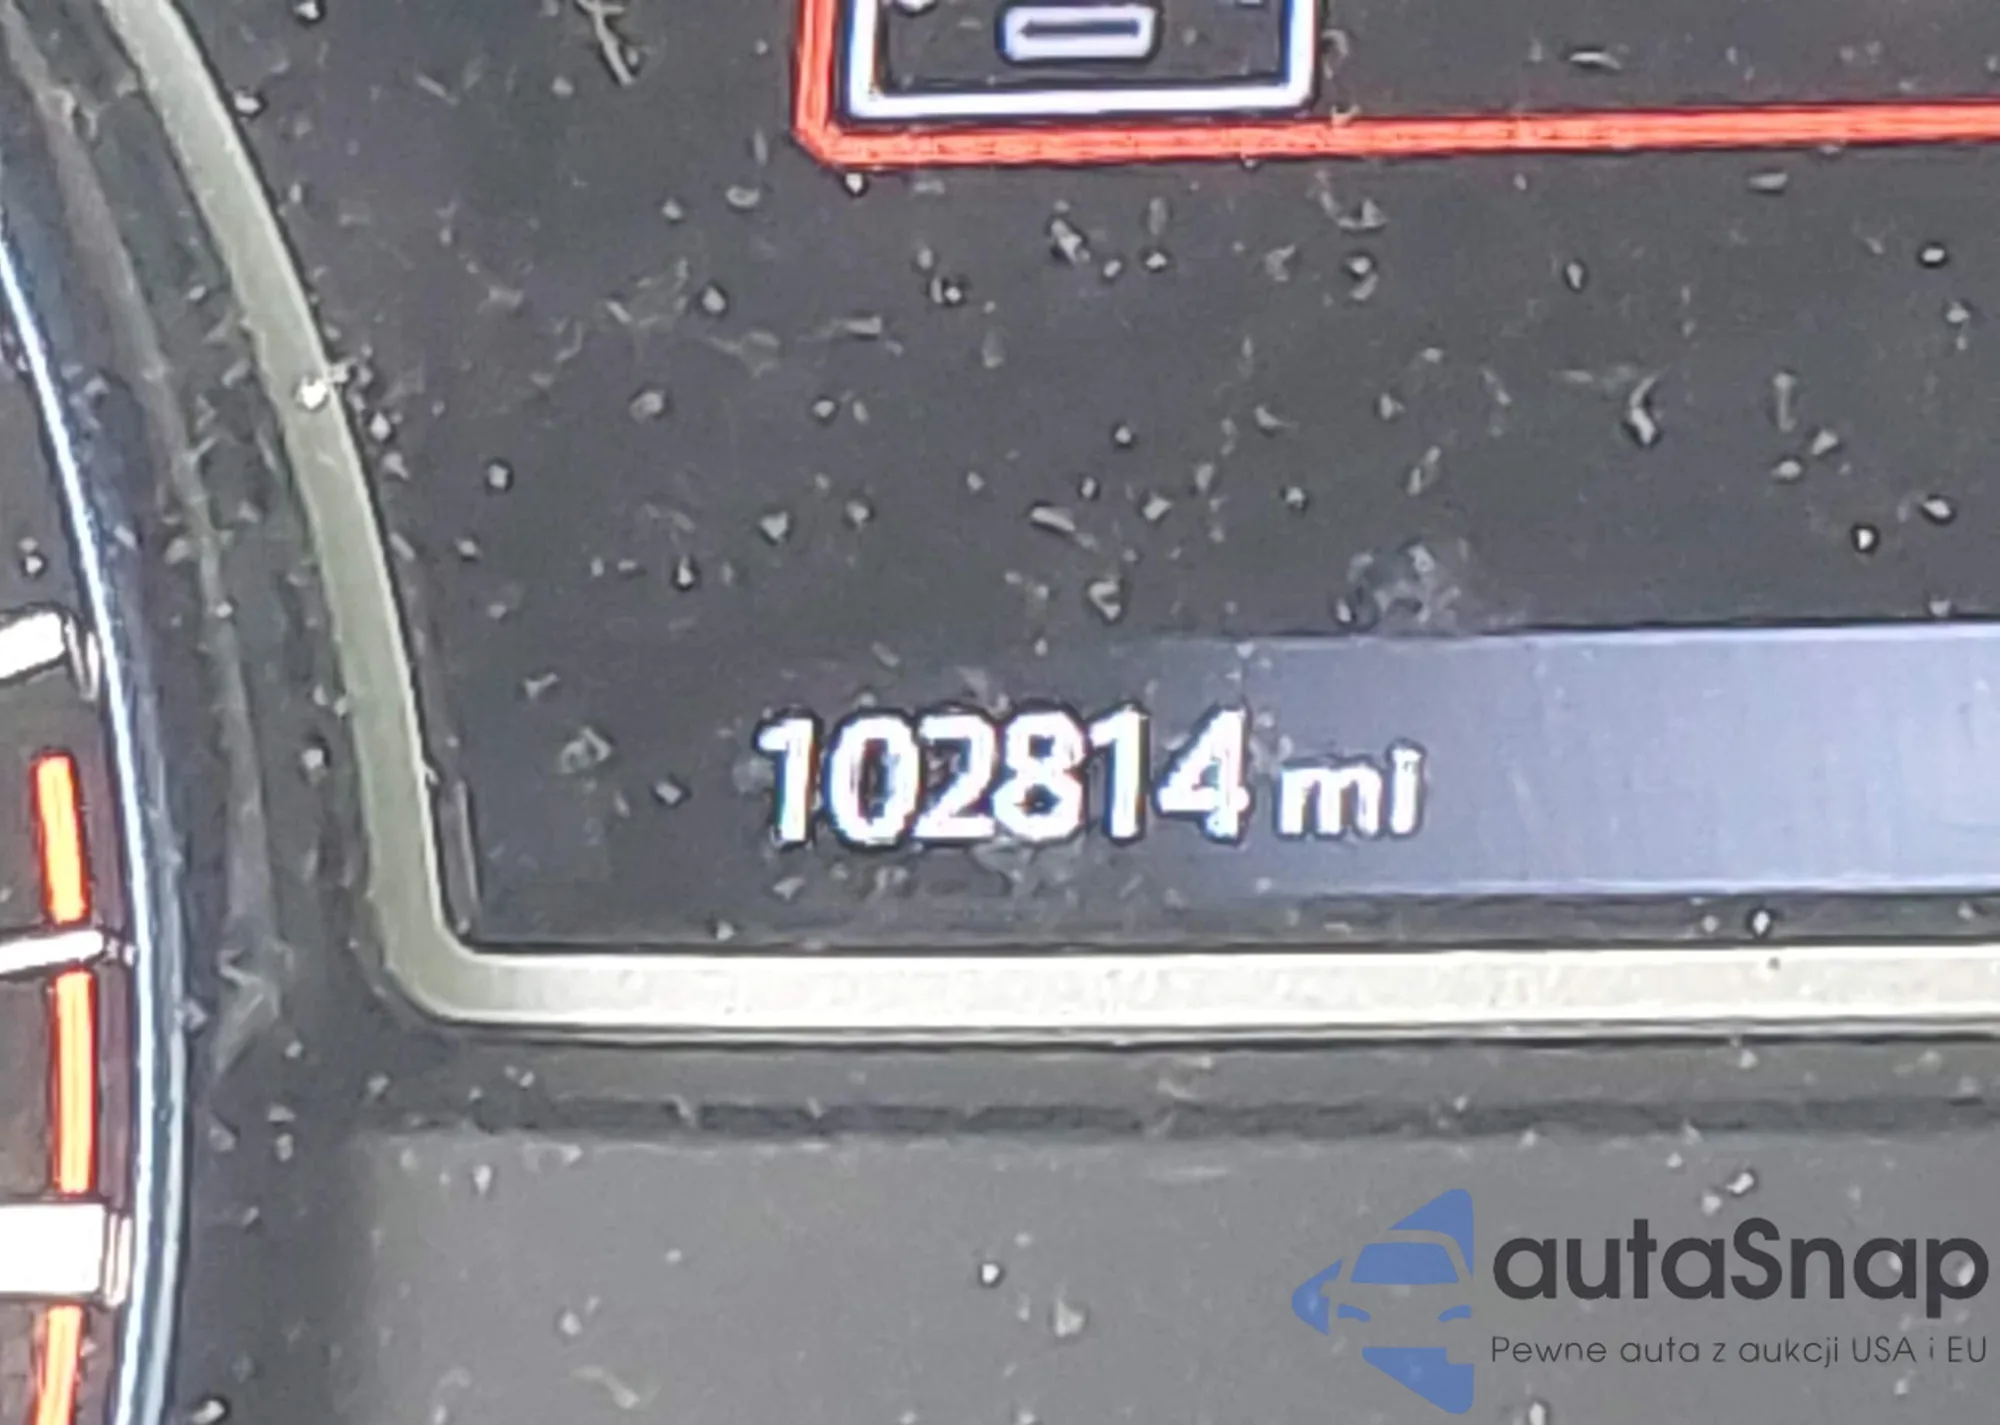 102814 mi
autaSnap
Pewne auta z aukcji USA i EU